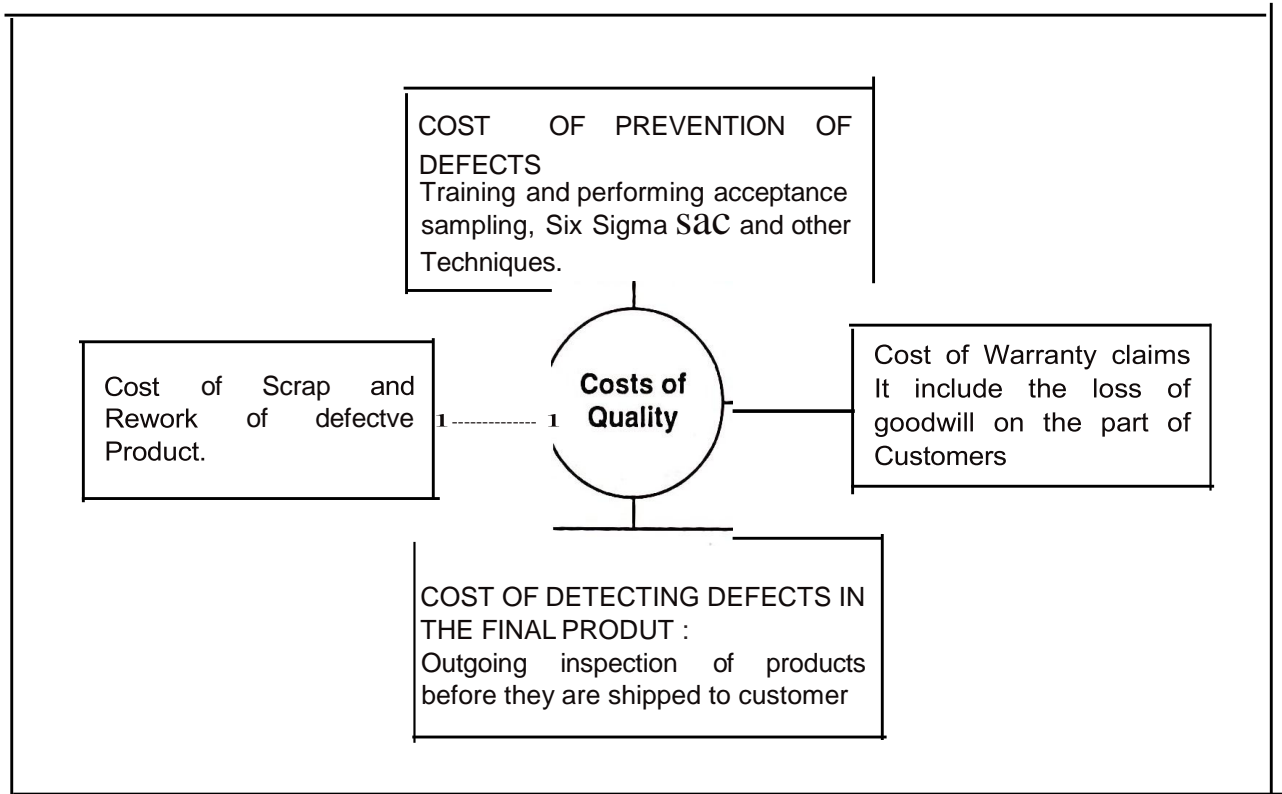 COST OF PREVENTION OF
DEFECTS
Training and performing acceptance
sampling, Six Sigma sac and other
Techniques.
Cost of Scrap and
Rework of defectve
Product.
1 -------------- 1
Costs of
Quality
Cost of Warranty claims
It include the loss of
goodwill on the part of
Customers
COST OF DETECTING DEFECTS IN
THE FINAL PRODUT :
Outgoing inspection of products
before they are shipped to customer